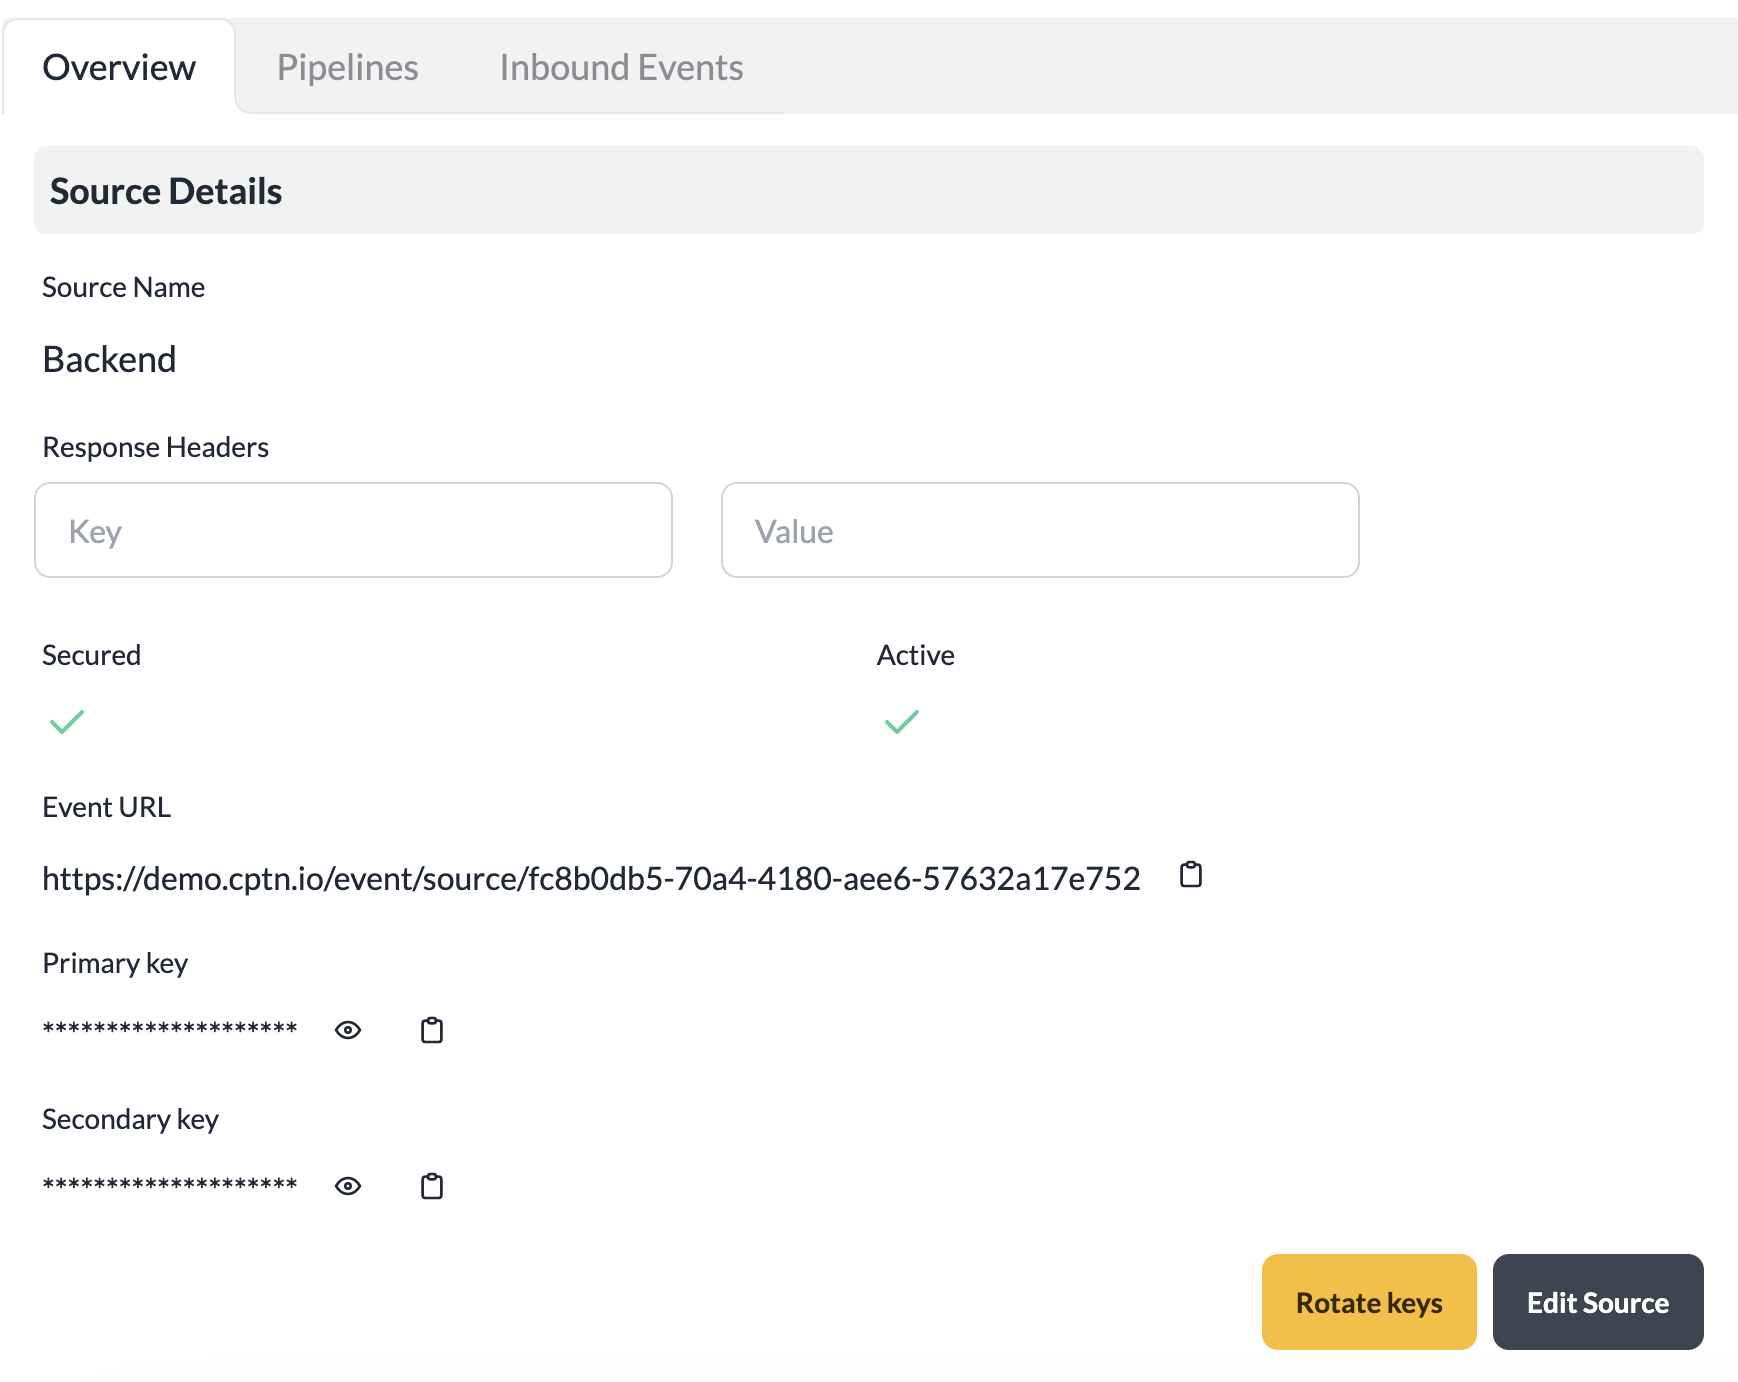 Overview Pipelines Inbound Events
Source Details
Source Name
Backend
Response Headers
Key Value
Secured Active
Event URL
https://demo.cptn.io/event/source/fc8b0db5-70a4-4180-aee6-57632a17e752
Primary key
********************
Secondary key
********************
Rotate keys Edit Source